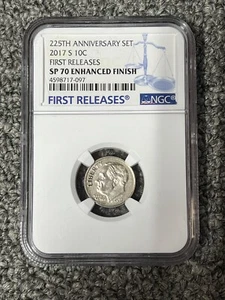 225TH ANNIVERSARY SET
2017 S 10C
FIRST RELEASES
SP 70 ENHANCED FINISH
4598717-097
FIRST RELEASES
NGC